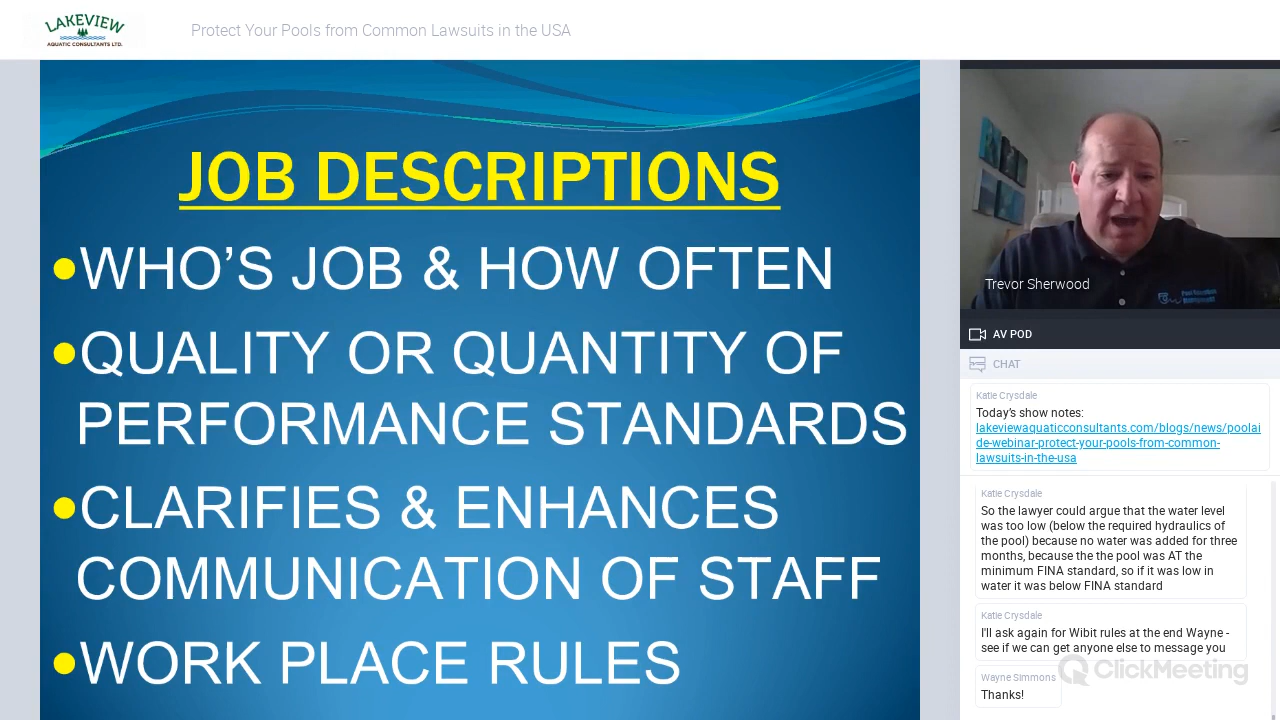 LAKEVIEW
AQUATIC CONSULTANTS LTD.
Protect Your Pools from Common Lawsuits in the USA
JOB DESCRIPTIONS
•WHO'S JOB & HOW OFTEN
•QUALITY OR QUANTITY OF
PERFORMANCE STANDARDS
•CLARIFIES & ENHANCES
COMMUNICATION OF STAFF
•WORK PLACE RULES
Trevor Sherwood
AV POD
CHAT
Katie Crysdale
Today's show notes:
lakeviewaquaticconsultants.com/blogs/news/poolai
de-webinar-protect-your-pools-from-common-
lawsuits-in-the-usa
Katie Crysdale
So the lawyer could argue that the water level
was too low (below the required hydraulics of
the pool) because no water was added for three
months, because the the pool was AT the
minimum FINA standard, so if it was low in
water it was below FINA standard
Katie Crysdale
I'll ask again for Wibit rules at the end Wayne -
see if we can get anyone else to message you
Wayne Simmons
Thanks!
ClickMeeting